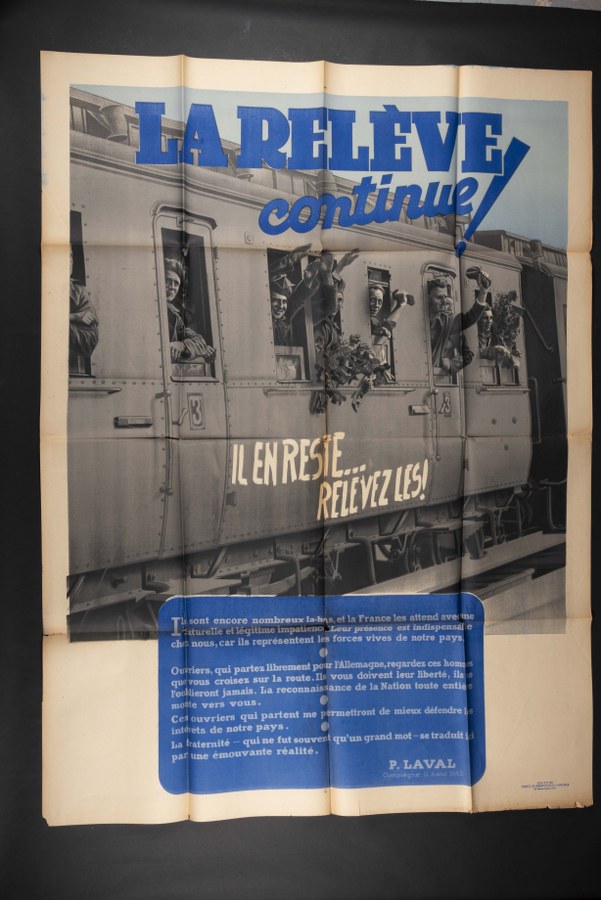 LA RELÈVE
continue!
3
3
IL EN RESTE...
RELEVEZ LES!
Ils sont encore nombreux là-bas, et la France les attend avec une
naturelle et légitime impatience. Leur présence est indispensable
chez nous, car ils représentent les forces vives de notre pays.
Ouvriers, qui partez librement pour l'Allemagne, regardez ces hommes
que vous croisez sur la route. Ils vous doivent leur liberté, ils ne
l'oublieront jamais. La reconnaissance de la Nation toute entière
monte vers vous.
Ces ouvriers qui partent me permettront de mieux défendre les
intérêts de notre pays.
La fraternité — qui ne fut souvent qu'un grand mot — se traduit ici
par une émouvante réalité.
P. LAVAL
Compiègne, 11 Août